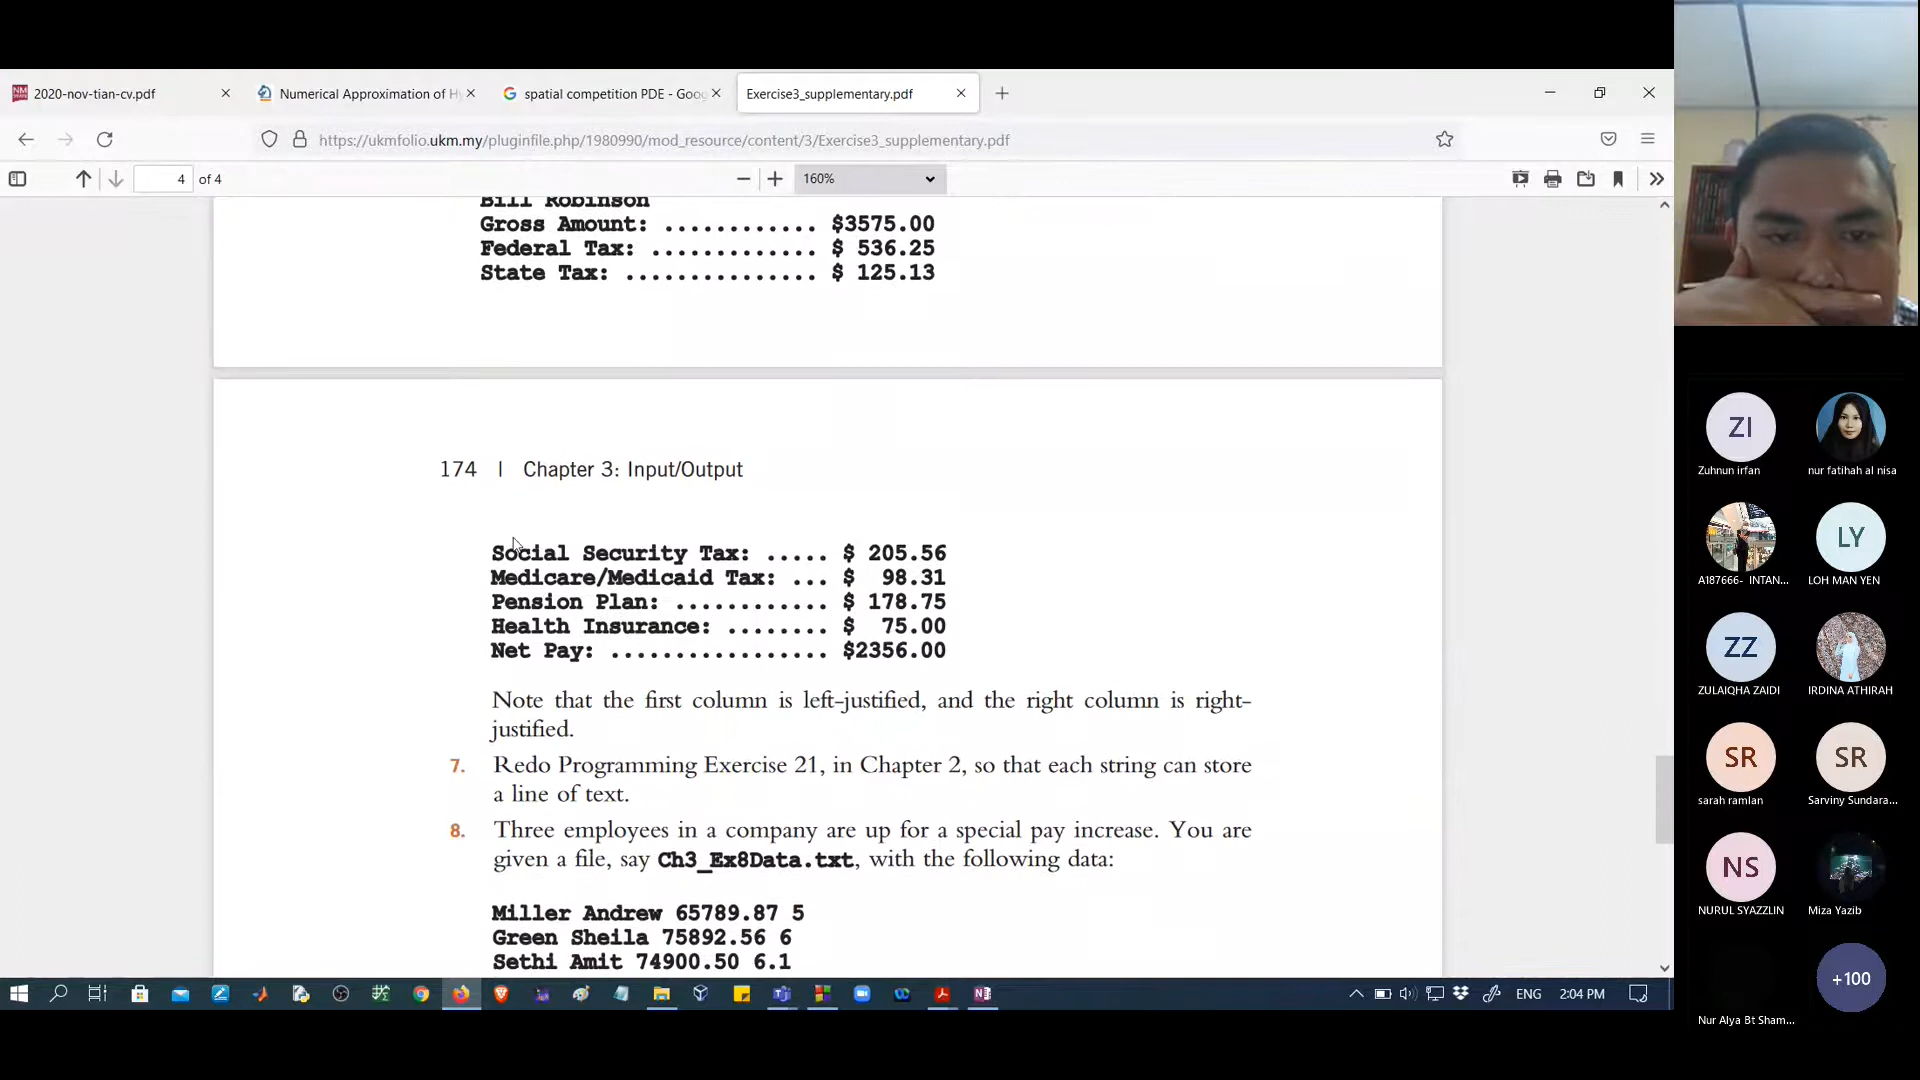 2020-nov-tian-cv.pdf
Numerical Approximation of Hy
spatial competition PDE - Goog
Exercise3_supplementary.pdf
https://ukmfolio.ukm.my/pluginfile.php/1980990/mod_resource/content/3/Exercise3_supplementary.pdf
4 of 4
160%
Bill Robinson
Gross Amount: ............ $3575.00
Federal Tax: ............. $ 536.25
State Tax: ............... $ 125.13
174 | Chapter 3: Input/Output
Social Security Tax: ..... $ 205.56
Medicare/Medicaid Tax: ... $ 98.31
Pension Plan: ............ $ 178.75
Health Insurance: ........ $ 75.00
Net Pay: ................. $2356.00
Note that the first column is left-justified, and the right column is right-
justified.
7. Redo Programming Exercise 21, in Chapter 2, so that each string can store
a line of text.
8. Three employees in a company are up for a special pay increase. You are
given a file, say Ch3_Ex8Data.txt, with the following data:
Miller Andrew 65789.87 5
Green Sheila 75892.56 6
Sethi Amit 74900.50 6.1
ENG 2:04 PM
ZI
Zuhnun irfan
nur fatihah al nisa
A187666- INTAN...
LY
LOH MAN YEN
ZZ
ZULAIQHA ZAIDI
IRDINA ATHIRAH
SR
sarah ramlan
SR
Sarviny Sundara...
NS
NURUL SYAZZLIN
Miza Yazib
+100
Nur Alya Bt Sham...